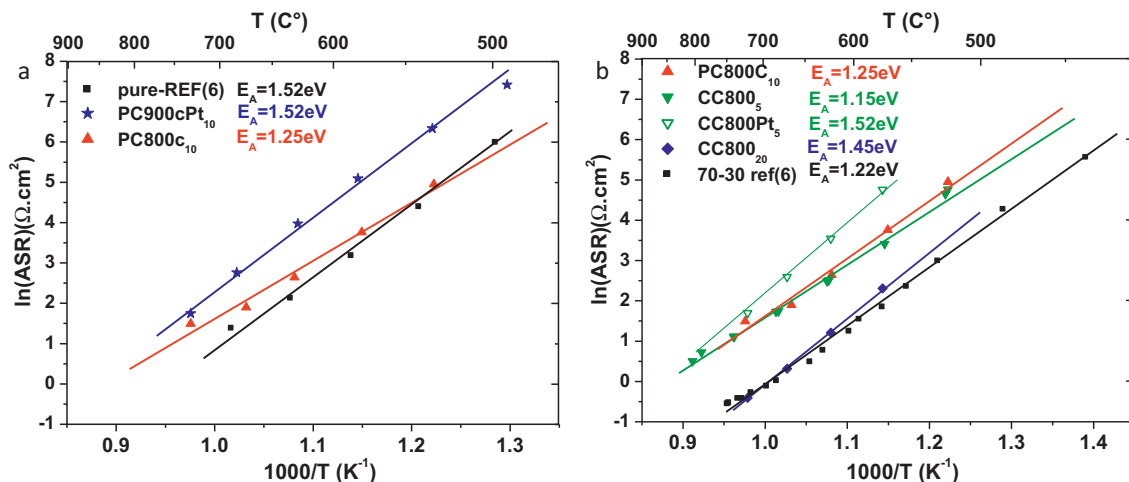 T (C°)
900 800 700 600 500
a
pure-REF(6) E_A=1.52eV
PC900cPt_10 E_A=1.52eV
PC800c_10 E_A=1.25eV
8
7
6
5
4
3
2
1
0
-1
ln(ASR)(Ω.cm²)
0.9 1.0 1.1 1.2 1.3
1000/T (K⁻¹)
T (C°)
900 800 700 600 500
b
PC800C_10 E_A=1.25eV
CC800_5 E_A=1.15eV
CC800Pt_5 E_A=1.52eV
CC800_20 E_A=1.45eV
70-30 ref(6) E_A=1.22eV
8
7
6
5
4
3
2
1
0
-1
ln(ASR)(Ω.cm²)
0.9 1.0 1.1 1.2 1.3 1.4
1000/T (K⁻¹)